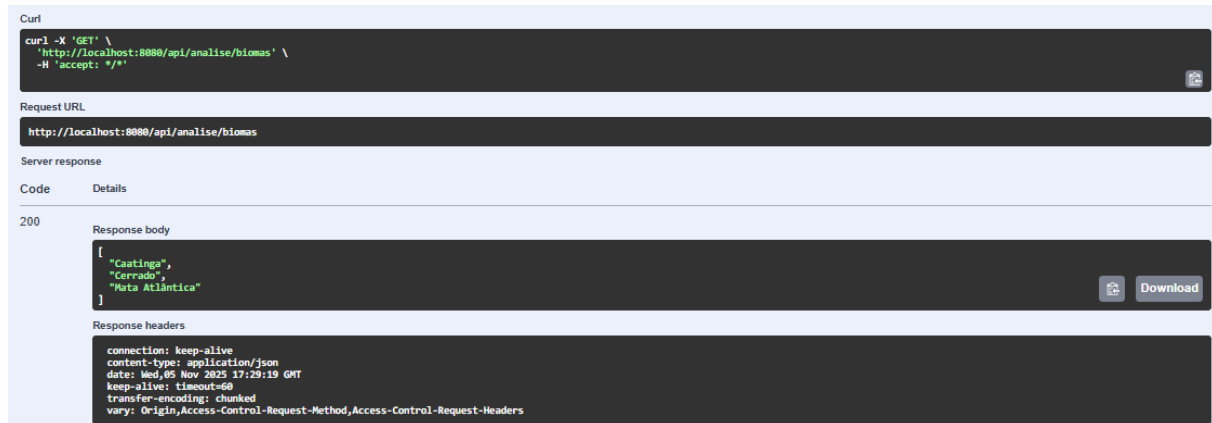 Curl
curl -X 'GET' \
'http://localhost:8080/api/analise/biomas' \
-H 'accept: */*'
Request URL
http://localhost:8080/api/analise/biomas
Server response
Code Details
200
Response body
[
"Caatinga",
"Cerrado",
"Mata Atlântica"
]
Download
Response headers
connection: keep-alive
content-type: application/json
date: Wed,05 Nov 2025 17:29:19 GMT
keep-alive: timeout=60
transfer-encoding: chunked
vary: Origin,Access-Control-Request-Method,Access-Control-Request-Headers